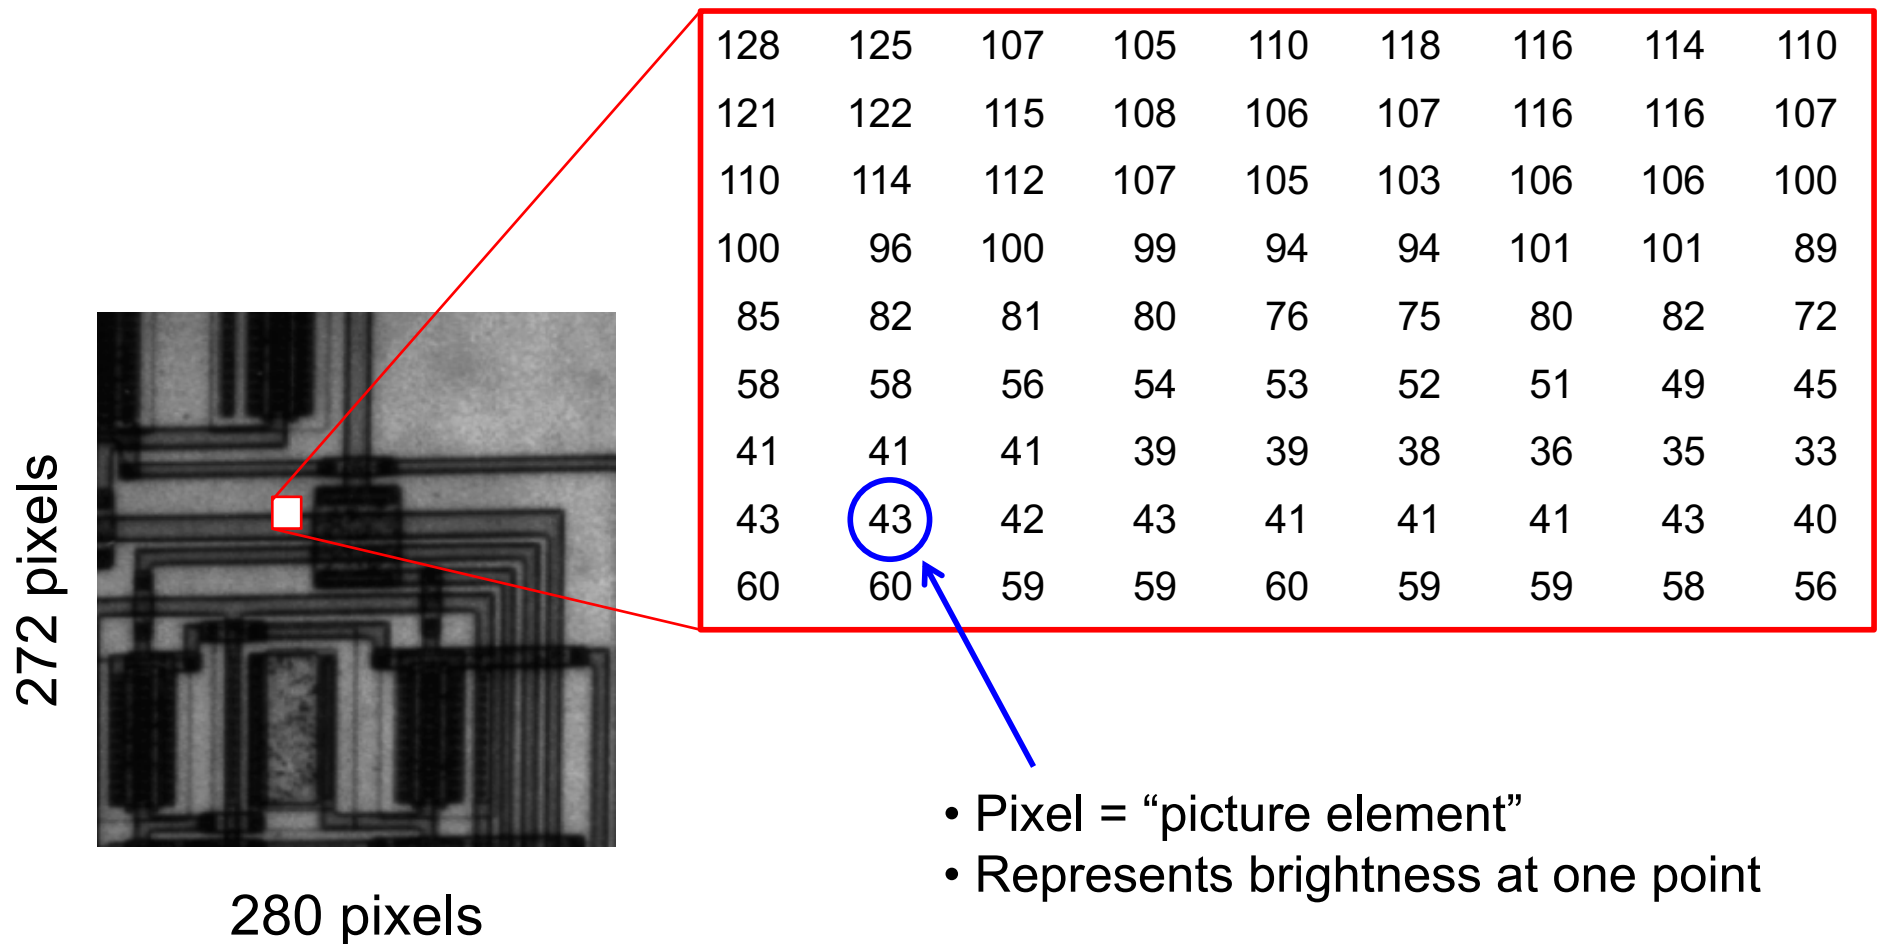 128 125 107 105 110 118 116 114 110
121 122 115 108 106 107 116 116 107
110 114 112 107 105 103 106 106 100
100 96 100 99 94 94 101 101 89
85 82 81 80 76 75 80 82 72
58 58 56 54 53 52 51 49 45
41 41 41 39 39 38 36 35 33
43 43 42 43 41 41 41 43 40
60 60 59 59 60 59 59 58 56
272 pixels
280 pixels
• Pixel = “picture element”
• Represents brightness at one point